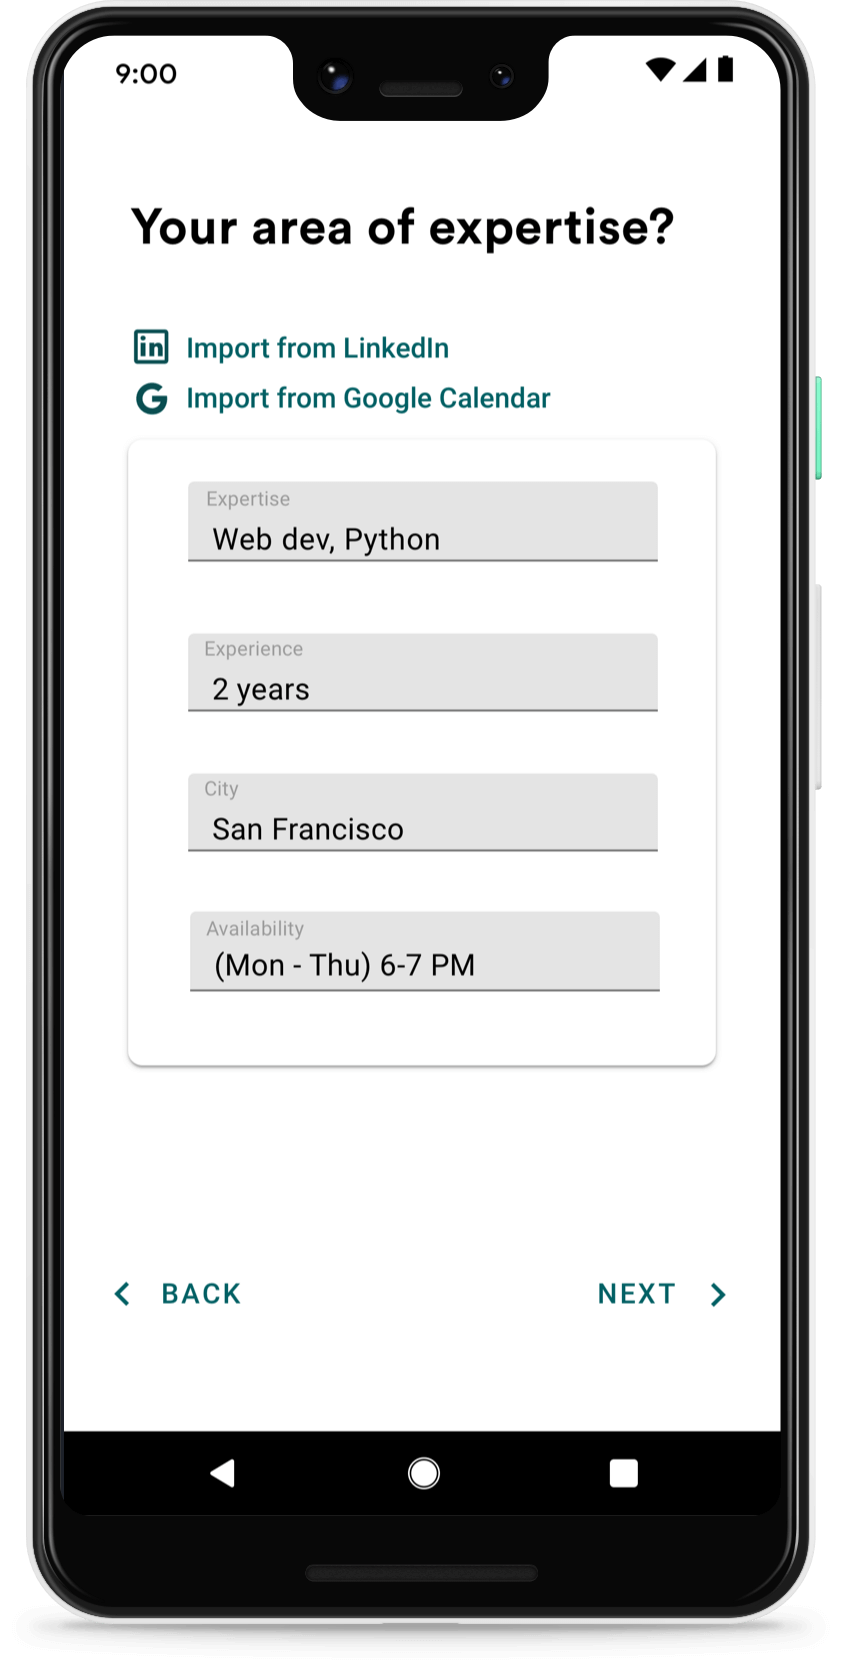 9:00
Your area of expertise?
in Import from LinkedIn
G Import from Google Calendar
Expertise
Web dev, Python
Experience
2 years
City
San Francisco
Availability
(Mon - Thu) 6-7 PM
BACK NEXT